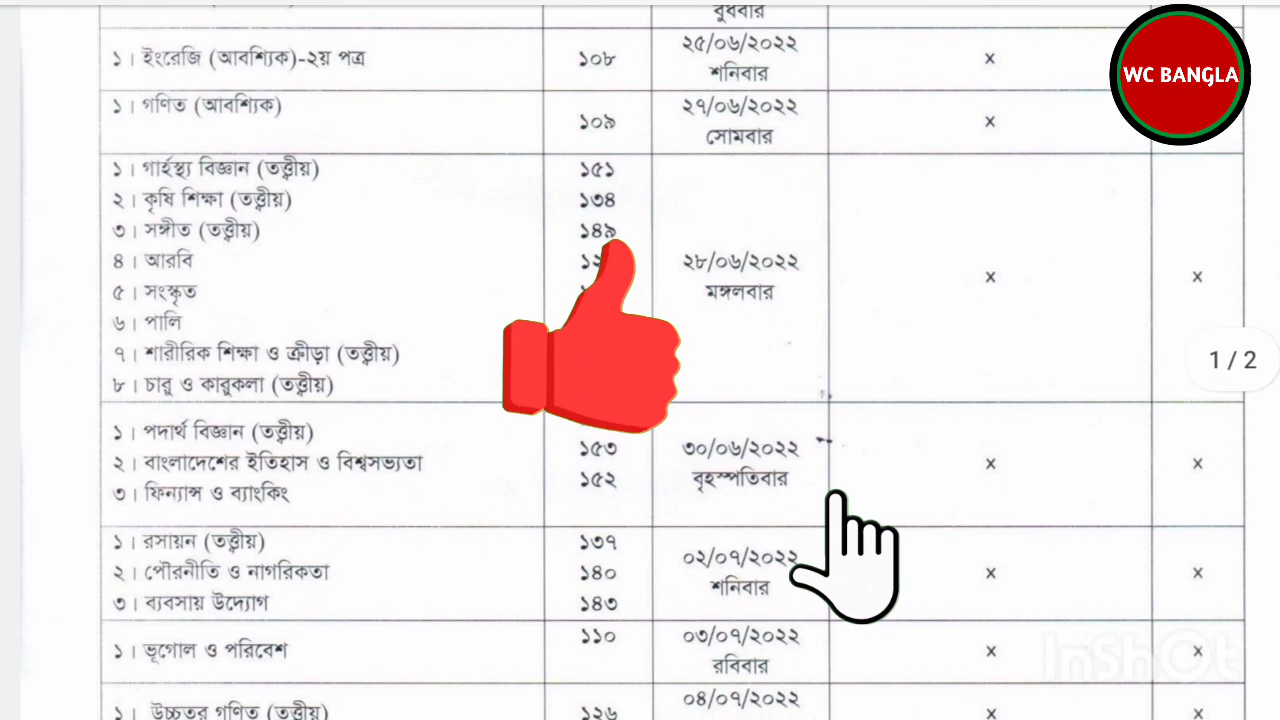 বুধবার
১। ইংরেজি (আবশ্যিক)-২য় পত্র ১০৮ ২৫/০৬/২০২২ x
শনিবার
WC BANGLA
১। গণিত (আবশ্যিক) ১০৯ ২৭/০৬/২০২২ x
সোমবার
১। গার্হস্থ্য বিজ্ঞান (তত্ত্বীয়) ১৫১
২। কৃষি শিক্ষা (তত্ত্বীয়) ১৩৪
৩। সঙ্গীত (তত্ত্বীয়) ১৪৯
৪। আরবি ২৮/০৬/২০২২ x x
৫। সংস্কৃত মঙ্গলবার
৬। পালি
৭। শারীরিক শিক্ষা ও ক্রীড়া (তত্ত্বীয়)
1 / 2
৮। চারু ও কারুকলা (তত্ত্বীয়)
১। পদার্থ বিজ্ঞান (তত্ত্বীয়)
১৫৩ ৩০/০৬/২০২২
২। বাংলাদেশের ইতিহাস ও বিশ্বসভ্যতা x x
১৫২ বৃহস্পতিবার
৩। ফিন্যান্স ও ব্যাংকিং
১। রসায়ন (তত্ত্বীয়) ১৩৭ ০২/০৭/২০২২
২। পৌরনীতি ও নাগরিকতা ১৪০ শনিবার x x
৩। ব্যবসায় উদ্যোগ ১৪৩
১। ভূগোল ও পরিবেশ ১১০ ০৩/০৭/২০২২ x x
রবিবার
InShOt
১। উচ্চতর গণিত (তত্ত্বীয়) ১২৬ ০৪/০৭/২০২২ x x